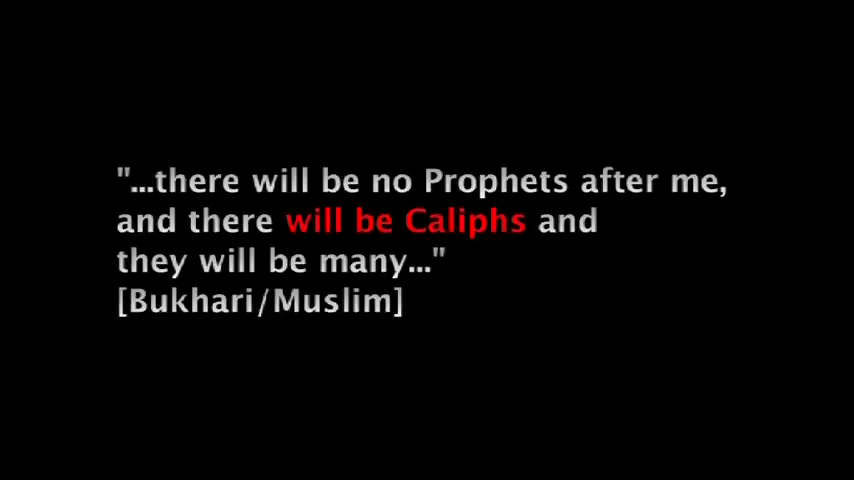 "...there will be no Prophets after me,
and there will be Caliphs and
they will be many..."
[Bukhari/Muslim]